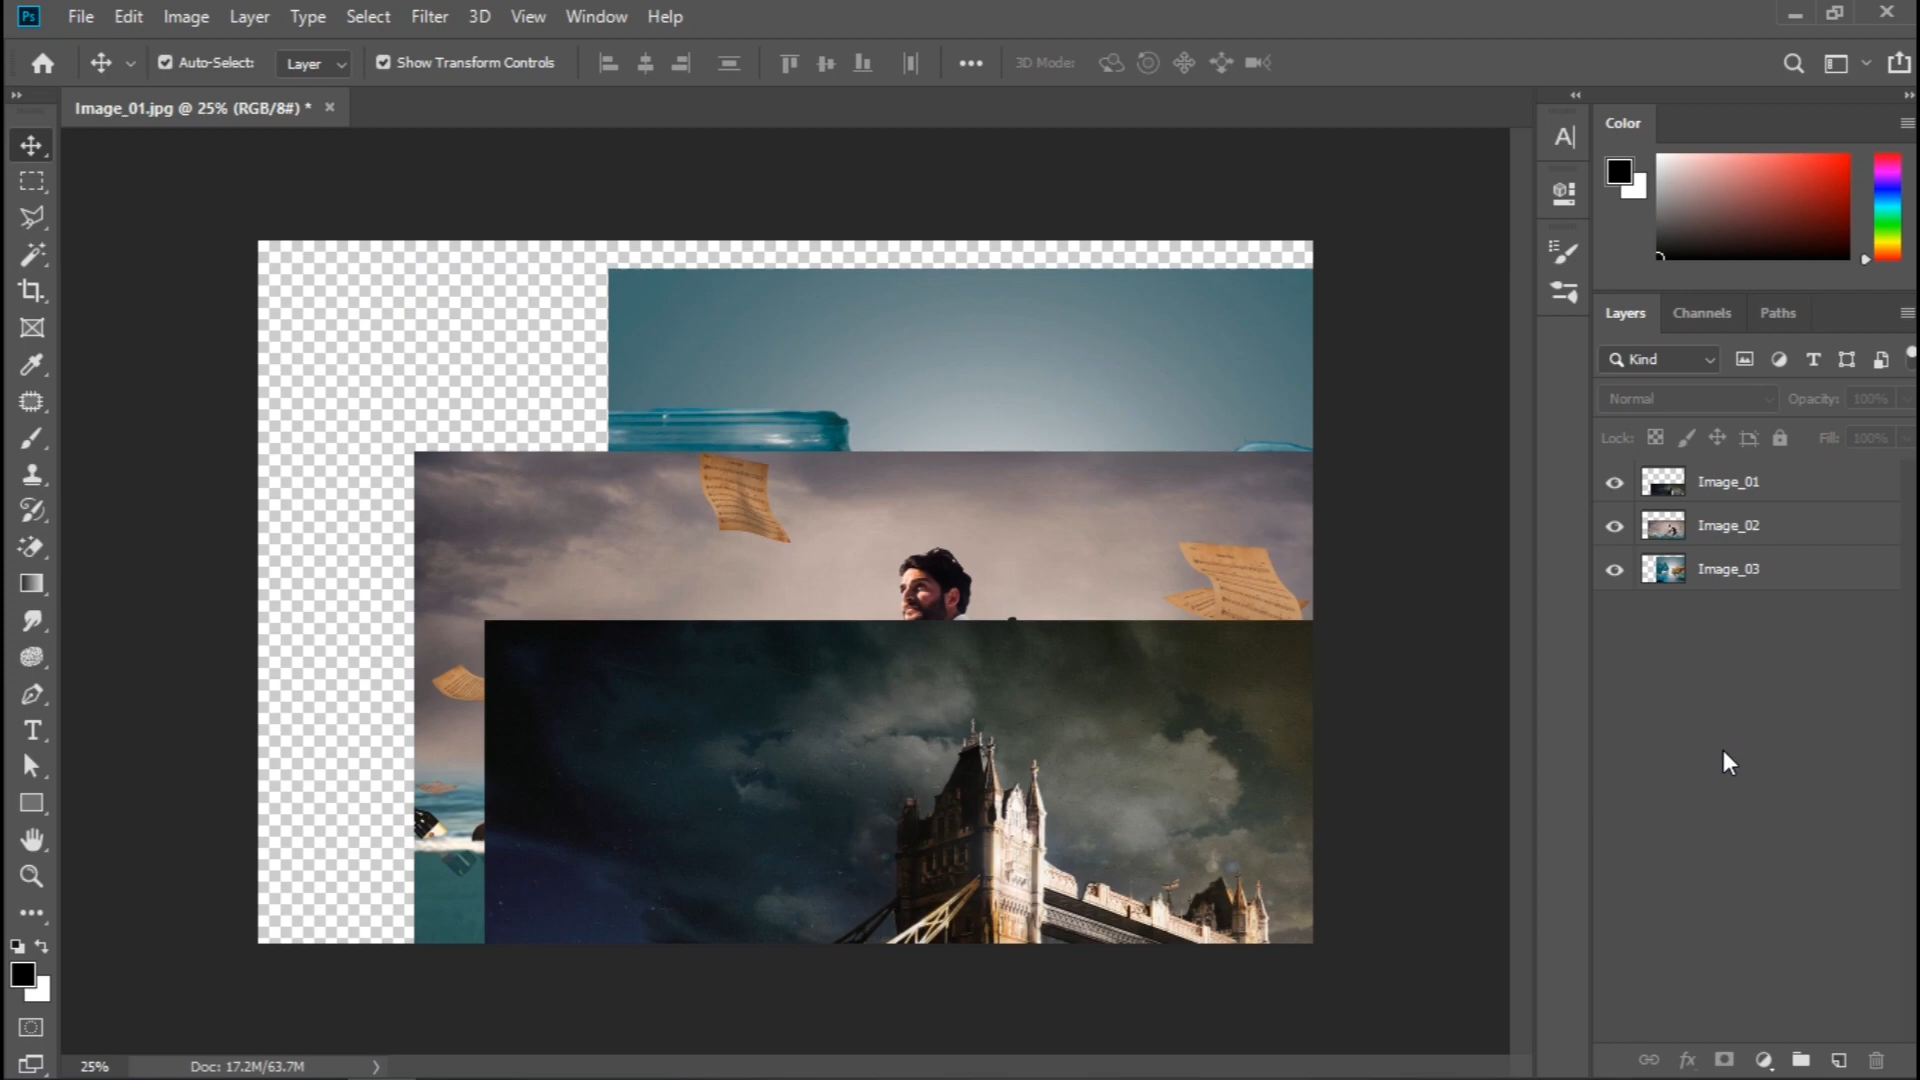 Ps File Edit Image Layer Type Select Filter 3D View Window Help
Auto-Select: Layer Show Transform Controls 3D Mode:
Image_01.jpg @ 25% (RGB/8#) *
Color
Layers Channels Paths
Kind
Normal Opacity: 100%
Lock: Fill: 100%
Image_01
Image_02
Image_03
25% Doc: 17.2M/63.7M
fx